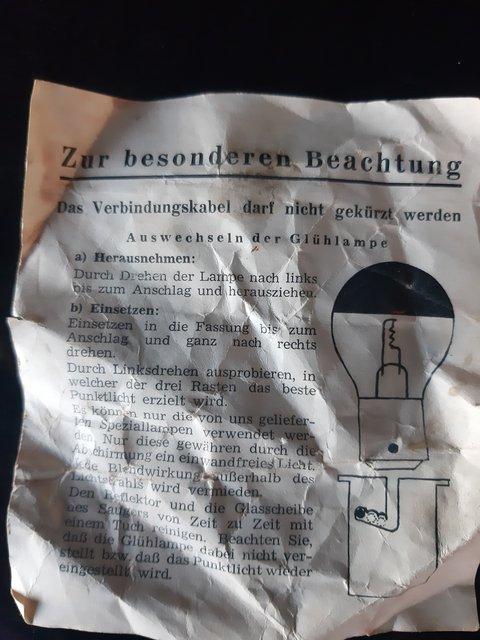 Zur besonderen Beachtung
Das Verbindungskabel darf nicht gekürzt werden
Auswechseln der Glühlampe
a) Herausnehmen:
Durch Drehen der Lampe nach links
bis zum Anschlag und herausziehen.
b) Einsetzen:
Einsetzen in die Fassung bis zum
Anschlag und ganz nach rechts
drehen.
Durch Linksdrehen ausprobieren, in
welcher der drei Rasten das beste
Punktlicht erzielt wird.
Es können nur die von uns geliefer-
ten Speziallampen verwendet wer-
den. Nur diese gewähren durch die
Abschirmung ein einwandfreies Licht.
Jede Blendwirkung außerhalb des
Lichtstrahls wird vermieden.
Den Reflektor und die Glasscheibe
des Saugers von Zeit zu Zeit mit
einem Tuch reinigen. Beachten Sie,
daß die Glühlampe dabei nicht ver-
stellt bzw. daß das Punktlicht wieder
eingestellt wird.